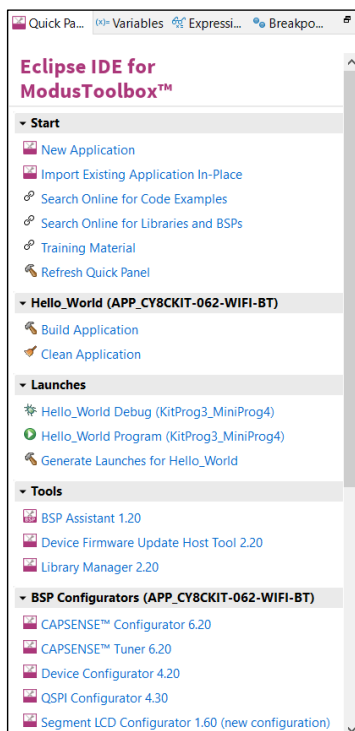 Quick Pa... (x)= Variables Expressi... Breakpo...
Eclipse IDE for
ModusToolbox™
Start
New Application
Import Existing Application In-Place
Search Online for Code Examples
Search Online for Libraries and BSPs
Training Material
Refresh Quick Panel
Hello_World (APP_CY8CKIT-062-WIFI-BT)
Build Application
Clean Application
Launches
Hello_World Debug (KitProg3_MiniProg4)
Hello_World Program (KitProg3_MiniProg4)
Generate Launches for Hello_World
Tools
BSP Assistant 1.20
Device Firmware Update Host Tool 2.20
Library Manager 2.20
BSP Configurators (APP_CY8CKIT-062-WIFI-BT)
CAPSENSE™ Configurator 6.20
CAPSENSE™ Tuner 6.20
Device Configurator 4.20
QSPI Configurator 4.30
Segment LCD Configurator 1.60 (new configuration)